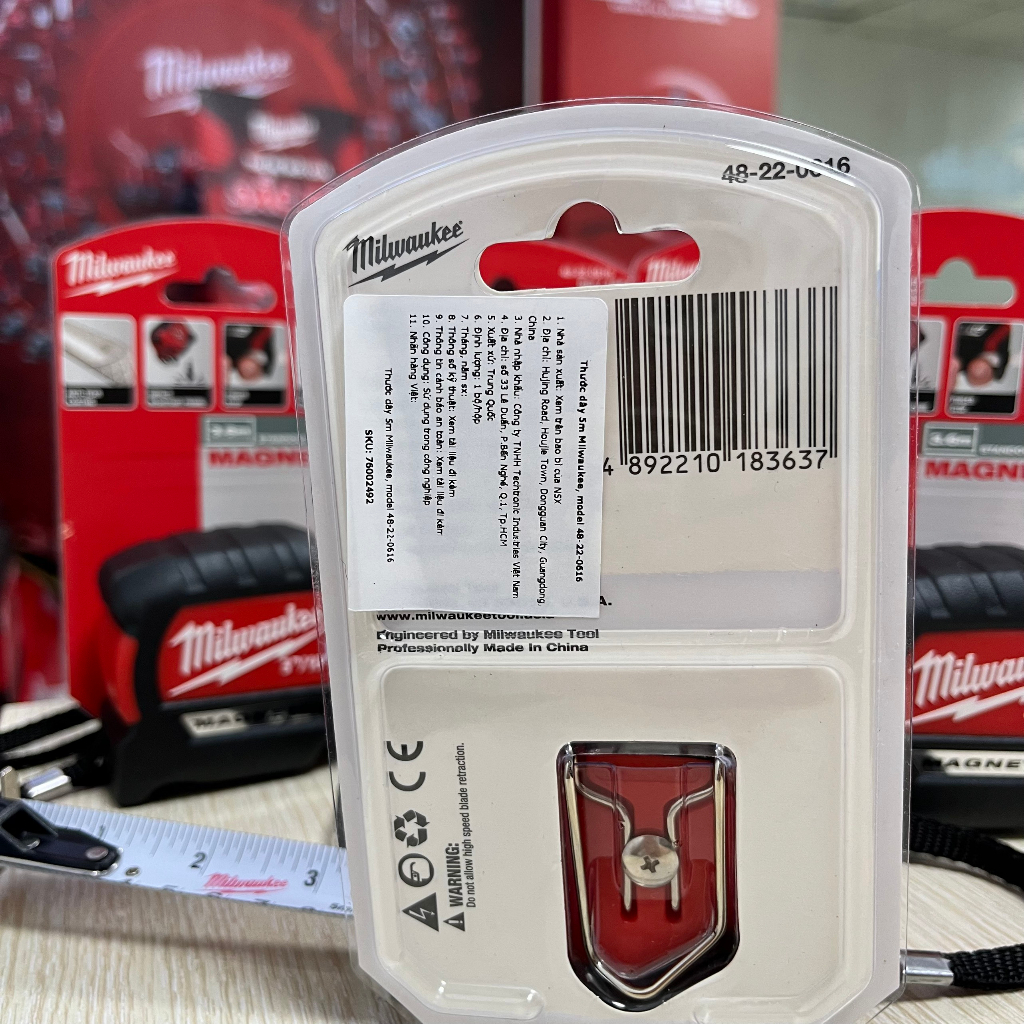 Milwaukee
Milwaukee
48-22-0616
Milwaukee
Milwaukee
Milwaukee
Thước dây 5m Milwaukee, model 48-22-0616
1. Nhà sản xuất: Xem trên bao bì của NSX
2. Địa chỉ: Hujing Road, Houjie Town, Dongguan City, Guangdong,
China
3. Nhà nhập khẩu: Công ty TNHH Techtronic Industries Việt Nam
4. Địa chỉ: số 33 Lê Duẩn, P.Bến Nghé, Q.1, Tp.HCM
5. Xuất xứ: Trung Quốc
6. Định lượng: 1 bộ/hộp
7. Tháng, năm sx:
8. Thông số kỹ thuật: Xem tài liệu đi kèm
9. Thông tin cảnh báo an toàn: Xem tài liệu đi kèm
10. Công dụng: Sử dụng trong công nghiệp
11. Nhãn hàng Việt:
Thước dây 5m Milwaukee, model 48-22-0616
SKU: 76002492
4 892210 183637
A.
Engineered by Milwaukee Tool
Professionally Made In China
CE
WARNING:
Do not allow high speed blade retraction.
MAGNE
MAGNE
Milwaukee
Milwau
MAGNE
2
3
Milwaukee